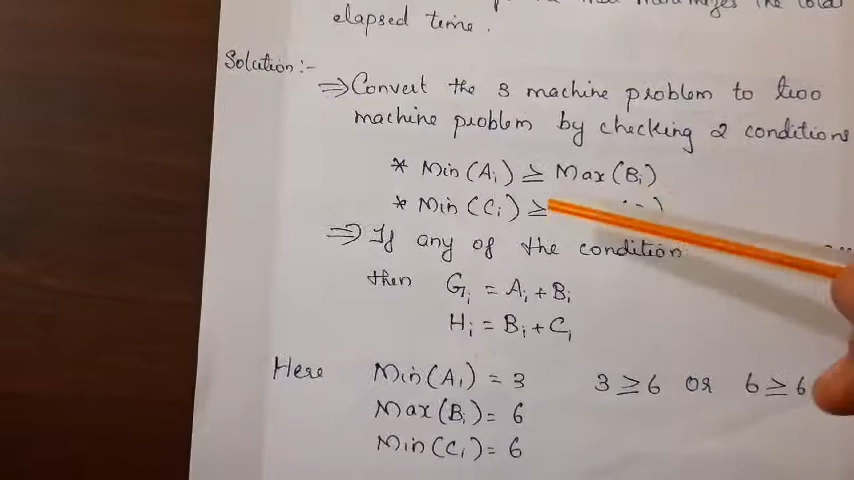 the total
elapsed time.
Solution:-
⇒ Convert the 3 machine problem to two
machine problem by checking 2 conditions
* Min(Ai) ≥ Max(Bi)
* Min(Ci) ≥
⇒ If any of the condition
then Gi = Ai + Bi
Hi = Bi + Ci
Here Min(Ai) = 3 3 ≥ 6 or 6 ≥ 6
Max(Bi) = 6
Min(Ci) = 6